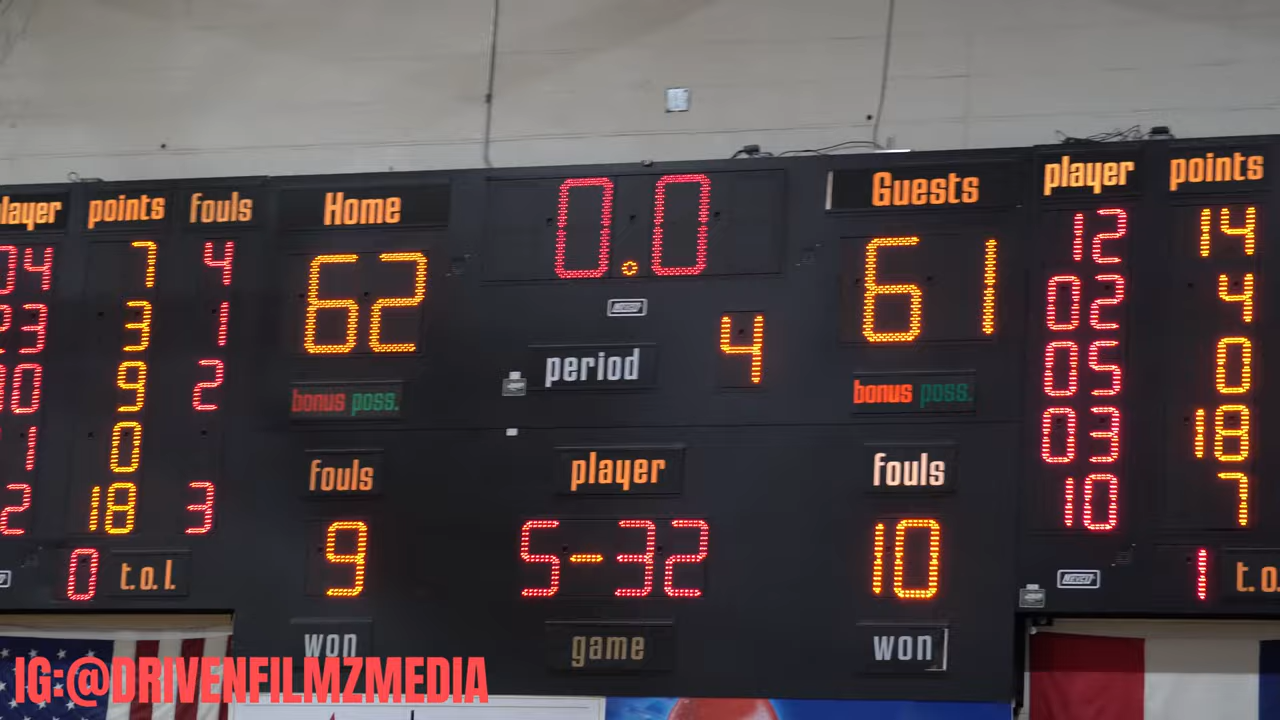 player points fouls Home 0.0 Guests player points
04 7 4 62 61 12 14
23 3 1 02 4
9 2 period 4 05 0
1 0 bonus poss. bonus poss. 03 18
2 18 3 fouls player fouls 10 7
0 t.o.l. 9 5-32 10 1 t.o.
won game won
IG:@DRIVENFILMZMEDIA